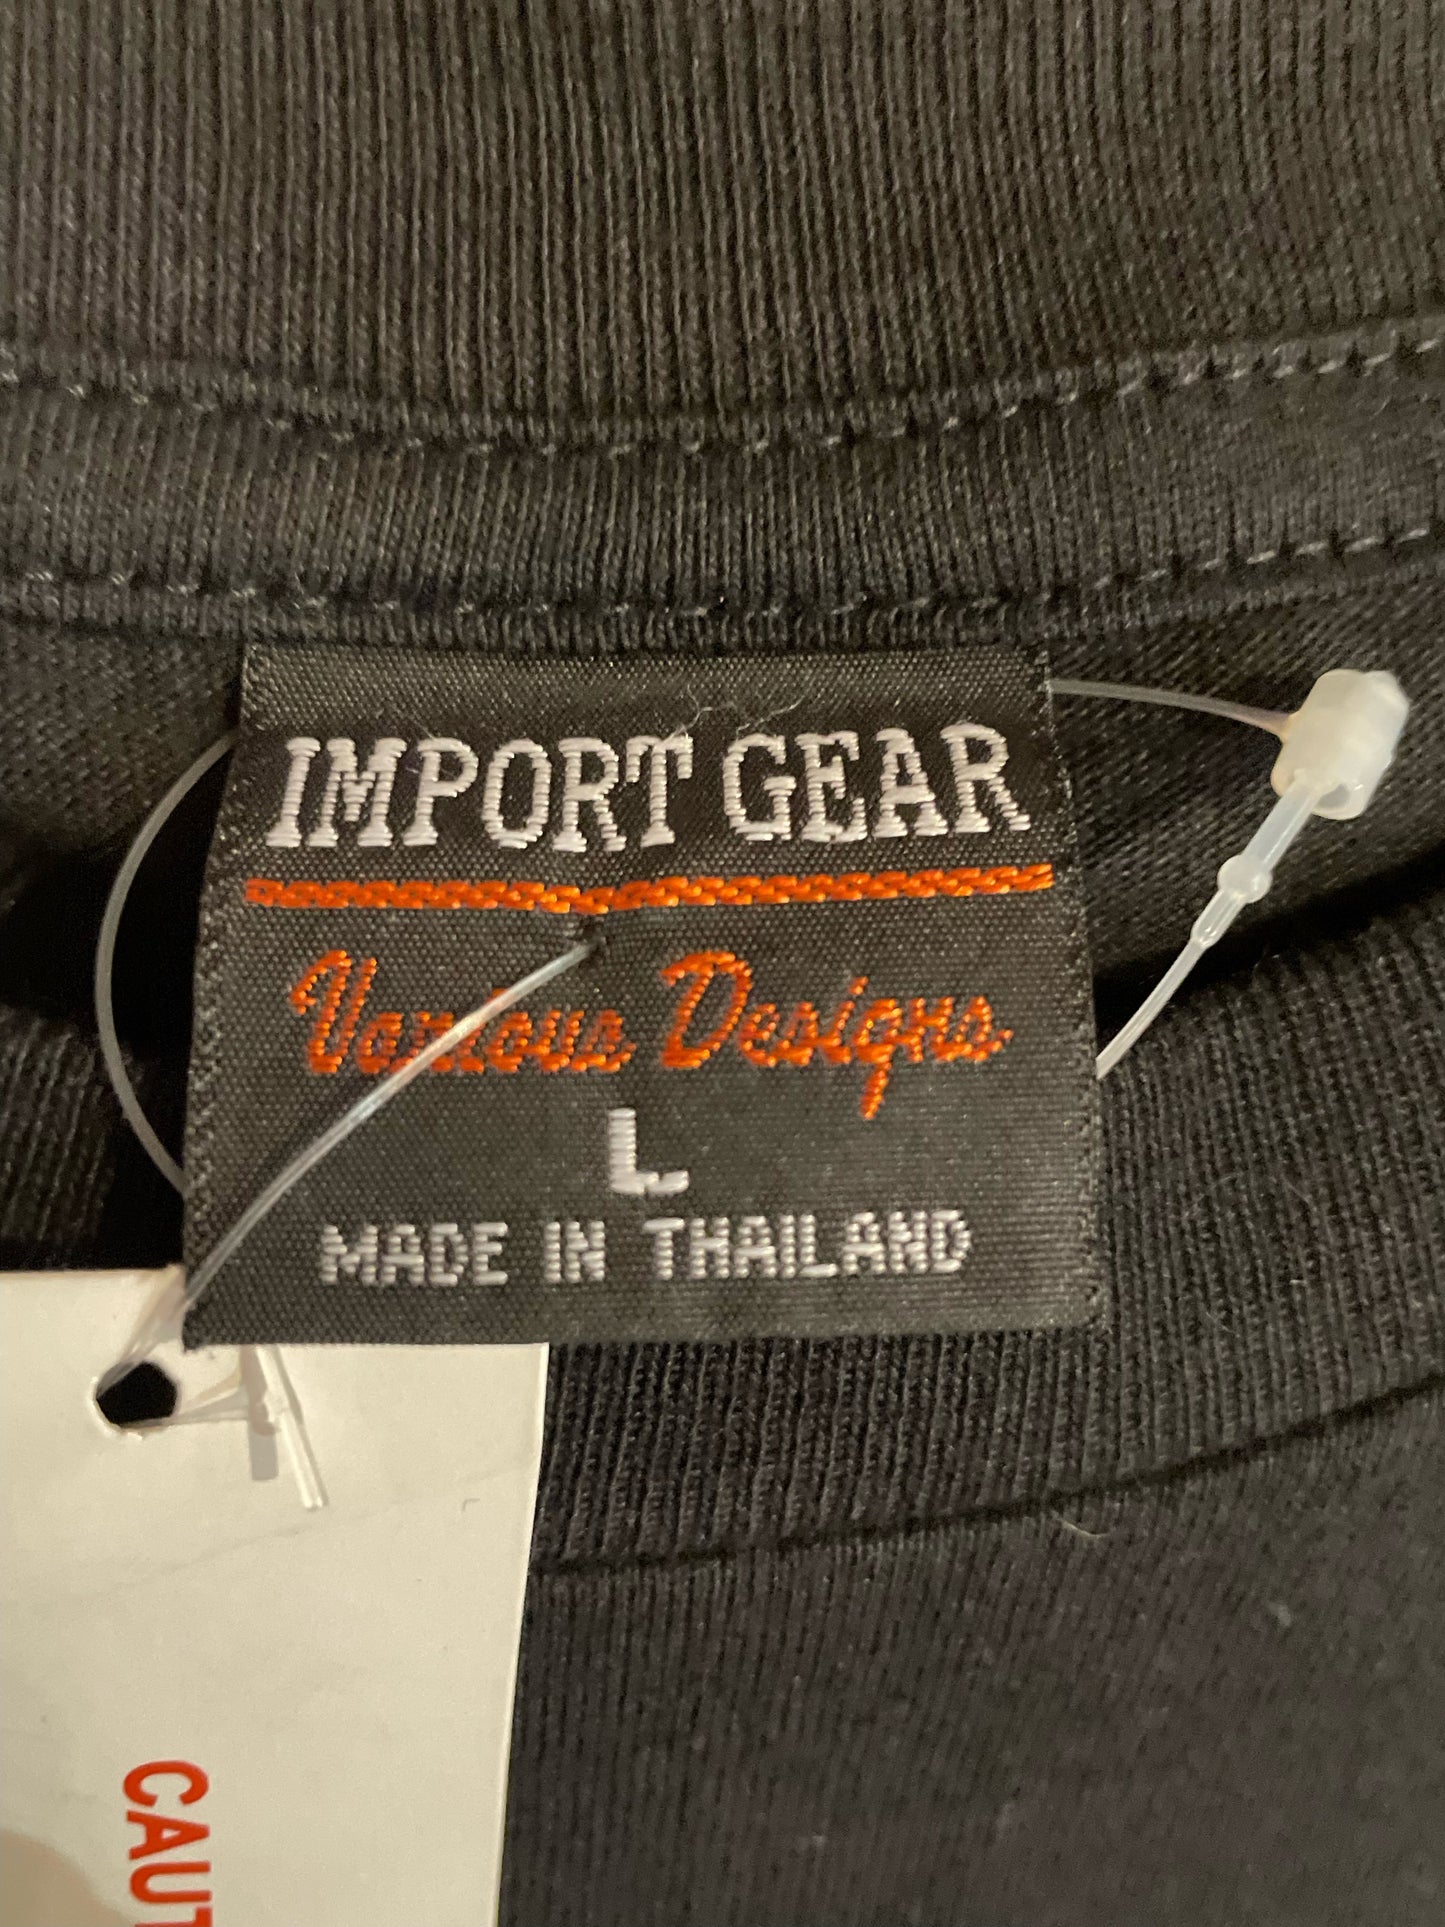 IMPORT GEAR
Various Designs
L
MADE IN THAILAND
CAUT